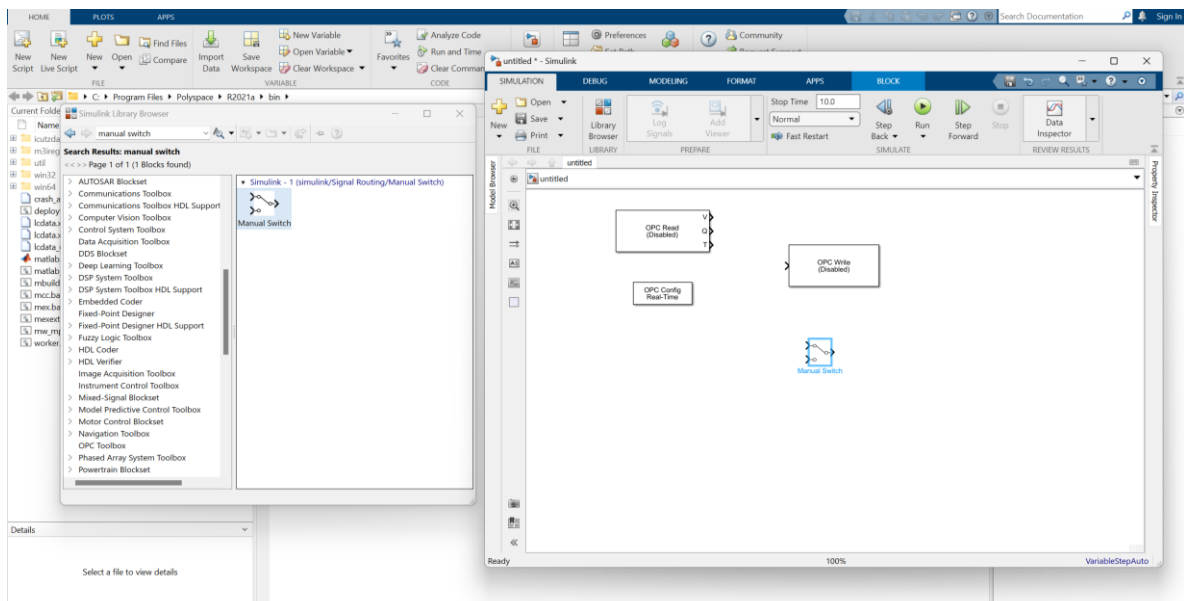 HOME PLOTS APPS Search Documentation Sign In
New Script
New Live Script
New
Open
Find Files
Compare
Import Data
Save Workspace
New Variable
Open Variable
Clear Workspace
Favorites
Analyze Code
Run and Time
Clear Comman
Preferences
Community
FILE VARIABLE CODE
C: Program Files Polyspace R2021a bin
Current Folde
Name
icutzda
m3ireg
util
win32
win64
crash_a
deploy
lcdata.x
lcdata.x
lcdata_
matlab
matlab
mbuild
mcc.ba
mex.ba
mexext
mw_m
worker.
Details
Select a file to view details
Simulink Library Browser
manual switch
Search Results: manual switch
<< >> Page 1 of 1 (1 Blocks found)
AUTOSAR Blockset
Communications Toolbox
Communications Toolbox HDL Support
Computer Vision Toolbox
Control System Toolbox
Data Acquisition Toolbox
DDS Blockset
Deep Learning Toolbox
DSP System Toolbox
DSP System Toolbox HDL Support
Embedded Coder
Fixed-Point Designer
Fixed-Point Designer HDL Support
Fuzzy Logic Toolbox
HDL Coder
HDL Verifier
Image Acquisition Toolbox
Instrument Control Toolbox
Mixed-Signal Blockset
Model Predictive Control Toolbox
Motor Control Blockset
Navigation Toolbox
OPC Toolbox
Phased Array System Toolbox
Powertrain Blockset
Simulink - 1 (simulink/Signal Routing/Manual Switch)
Manual Switch
untitled * - Simulink
SIMULATION DEBUG MODELING FORMAT APPS BLOCK
New
Open
Save
Print
Library Browser
Log Signals
Add Viewer
Stop Time 10.0
Normal
Fast Restart
Step Back
Run
Step Forward
Stop
Data Inspector
FILE LIBRARY PREPARE SIMULATE REVIEW RESULTS
Model Browser
untitled
untitled
Property Inspector
OPC Read
(Disabled)
V
Q
T
OPC Config
Real-Time
OPC Write
(Disabled)
Manual Switch
Ready 100% VariableStepAuto